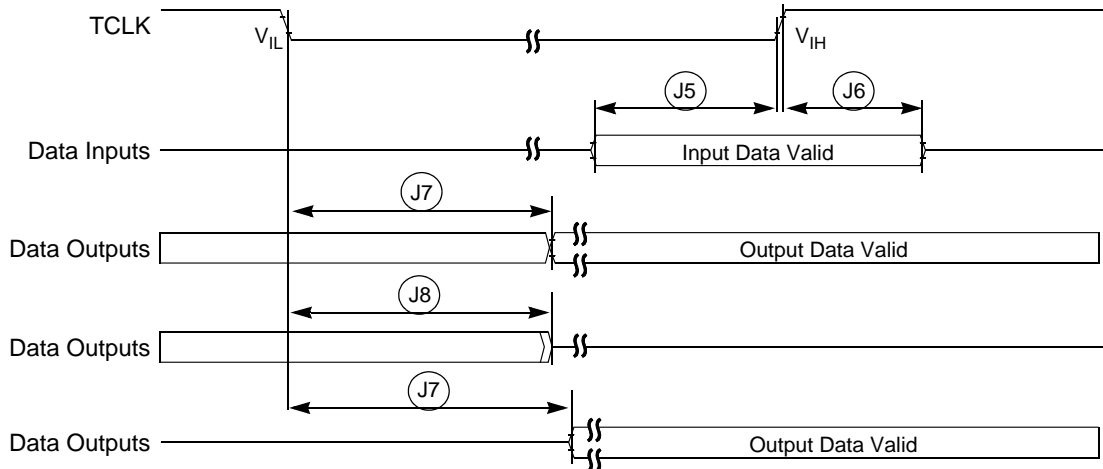 TCLK
VIL
VIH
J5
J6
Data Inputs
Input Data Valid
J7
Data Outputs
Output Data Valid
J8
Data Outputs
J7
Data Outputs
Output Data Valid